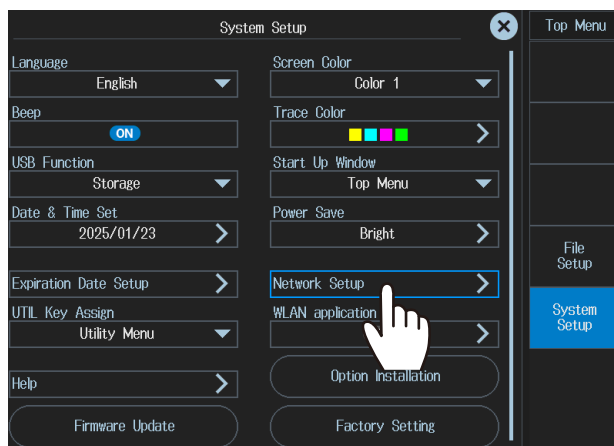 System Setup
Top Menu
Language
English
Screen Color
Color 1
Beep
ON
Trace Color
USB Function
Storage
Start Up Window
Top Menu
Date & Time Set
2025/01/23
Power Save
Bright
File
Setup
Expiration Date Setup
Network Setup
System
Setup
UTIL Key Assign
Utility Menu
WLAN application
Help
Option Installation
Firmware Update
Factory Setting